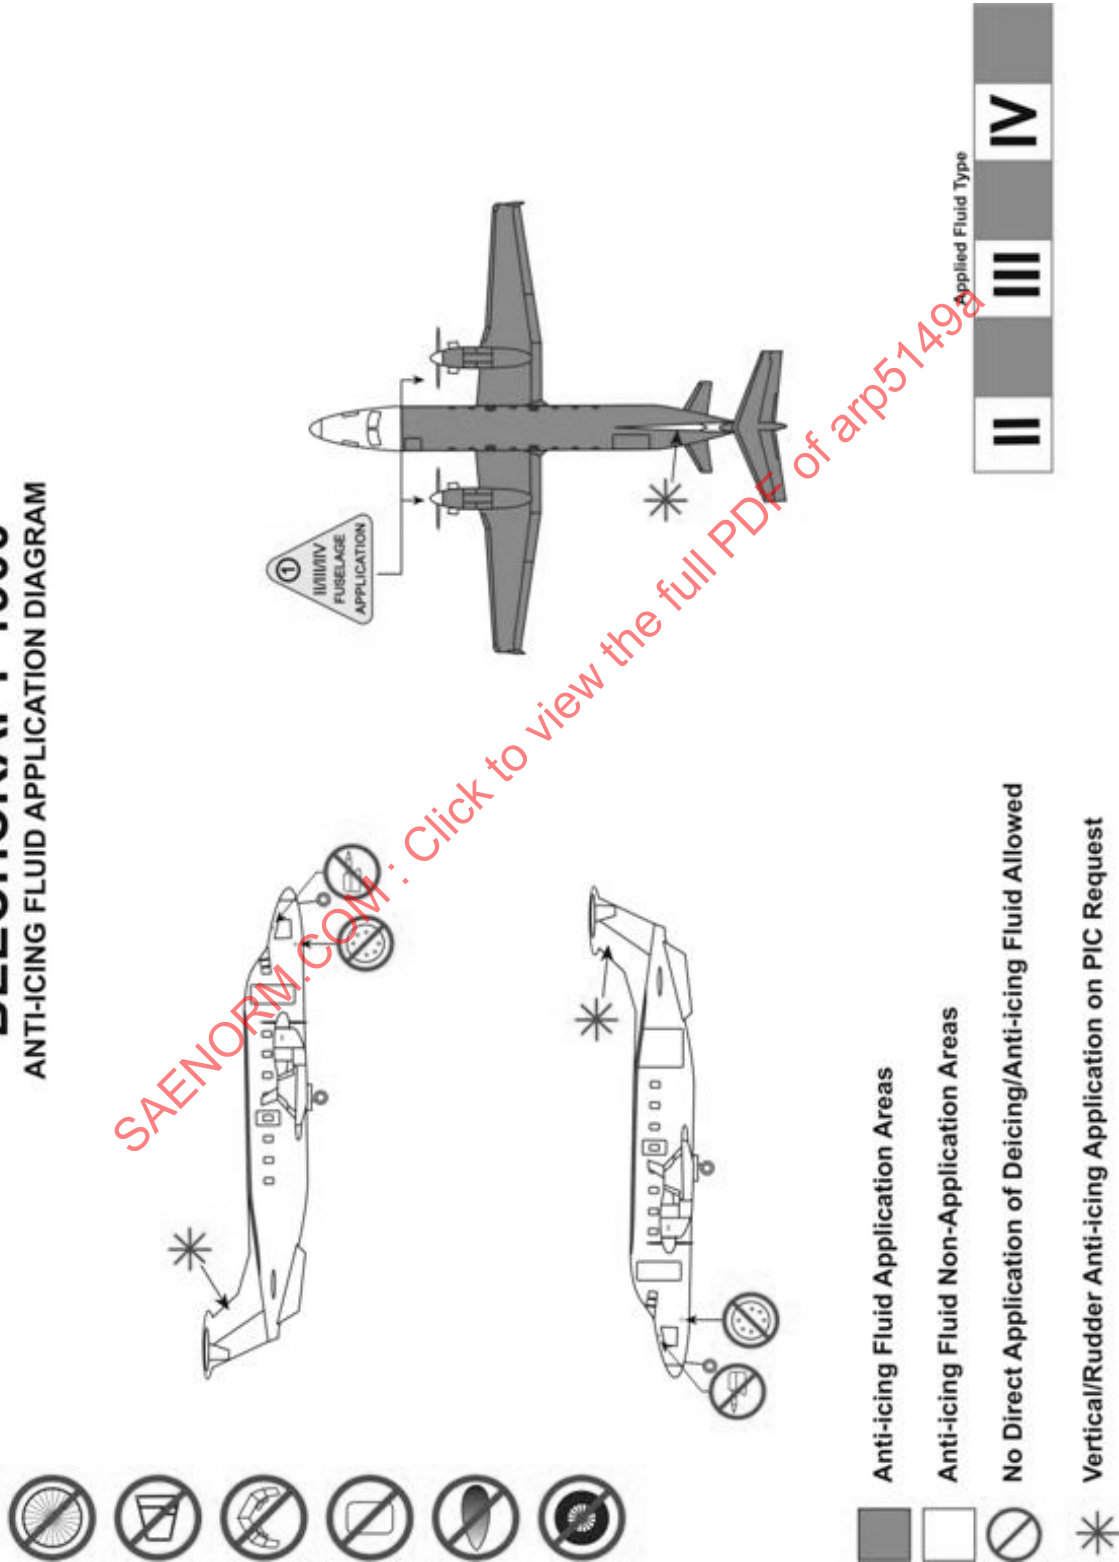 ANTI-ICING FLUID APPLICATION DIAGRAM
1
II/III/IV
FUSELAGE
APPLICATION
Applied Fluid Type
II III IV
Anti-icing Fluid Application Areas
Anti-icing Fluid Non-Application Areas
No Direct Application of Deicing/Anti-icing Fluid Allowed
Vertical/Rudder Anti-icing Application on PIC Request
SAENORM.COM : Click to view the full PDF of arp5149a